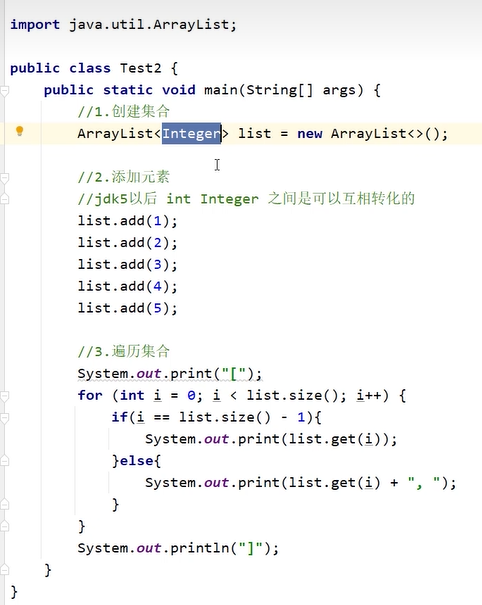 import java.util.ArrayList;
public class Test2 {
public static void main(String[] args) {
//1.创建集合
ArrayList<Integer> list = new ArrayList<>();
//2.添加元素
//jdk5以后 int Integer 之间是可以互相转化的
list.add(1);
list.add(2);
list.add(3);
list.add(4);
list.add(5);
//3.遍历集合
System.out.print("[");
for (int i = 0; i < list.size(); i++) {
if(i == list.size() - 1){
System.out.print(list.get(i));
}else{
System.out.print(list.get(i) + ", ");
}
}
System.out.println("]");
}
}